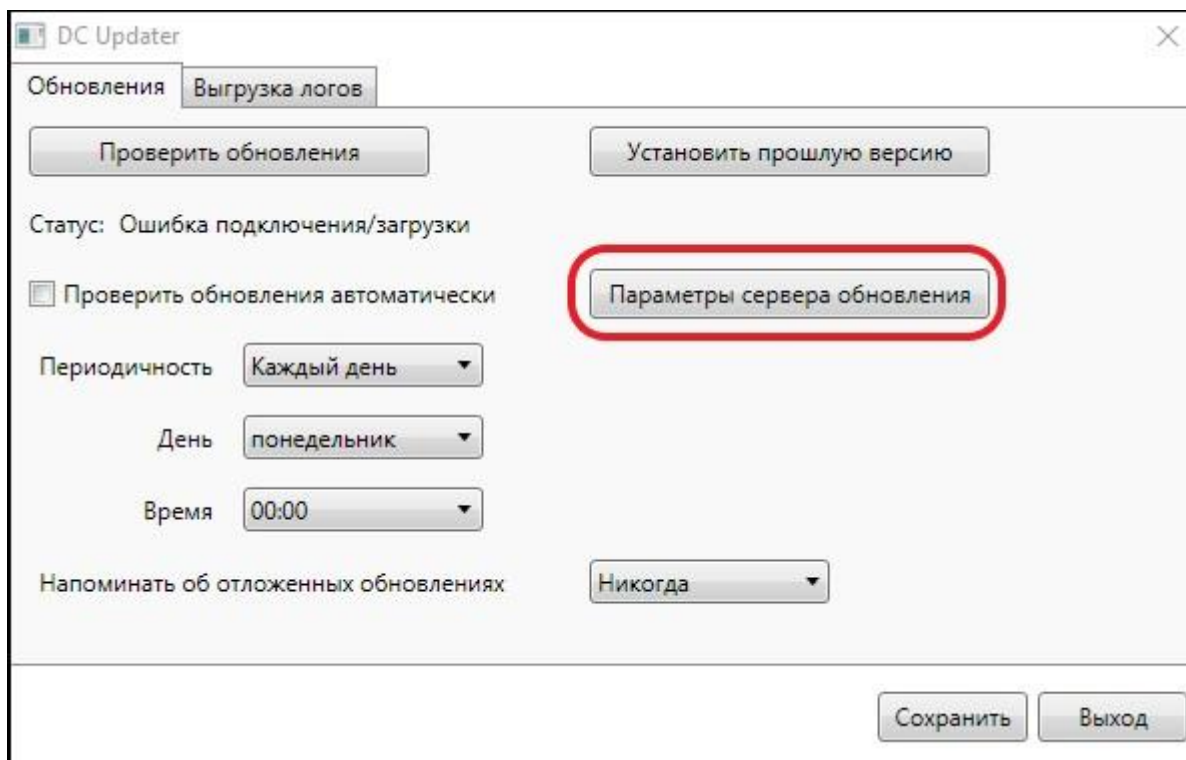 DC Updater
Обновления Выгрузка логов
Проверить обновления Установить прошлую версию
Статус: Ошибка подключения/загрузки
Проверить обновления автоматически Параметры сервера обновления
Периодичность Каждый день
День понедельник
Время 00:00
Напоминать об отложенных обновлениях Никогда
Сохранить Выход